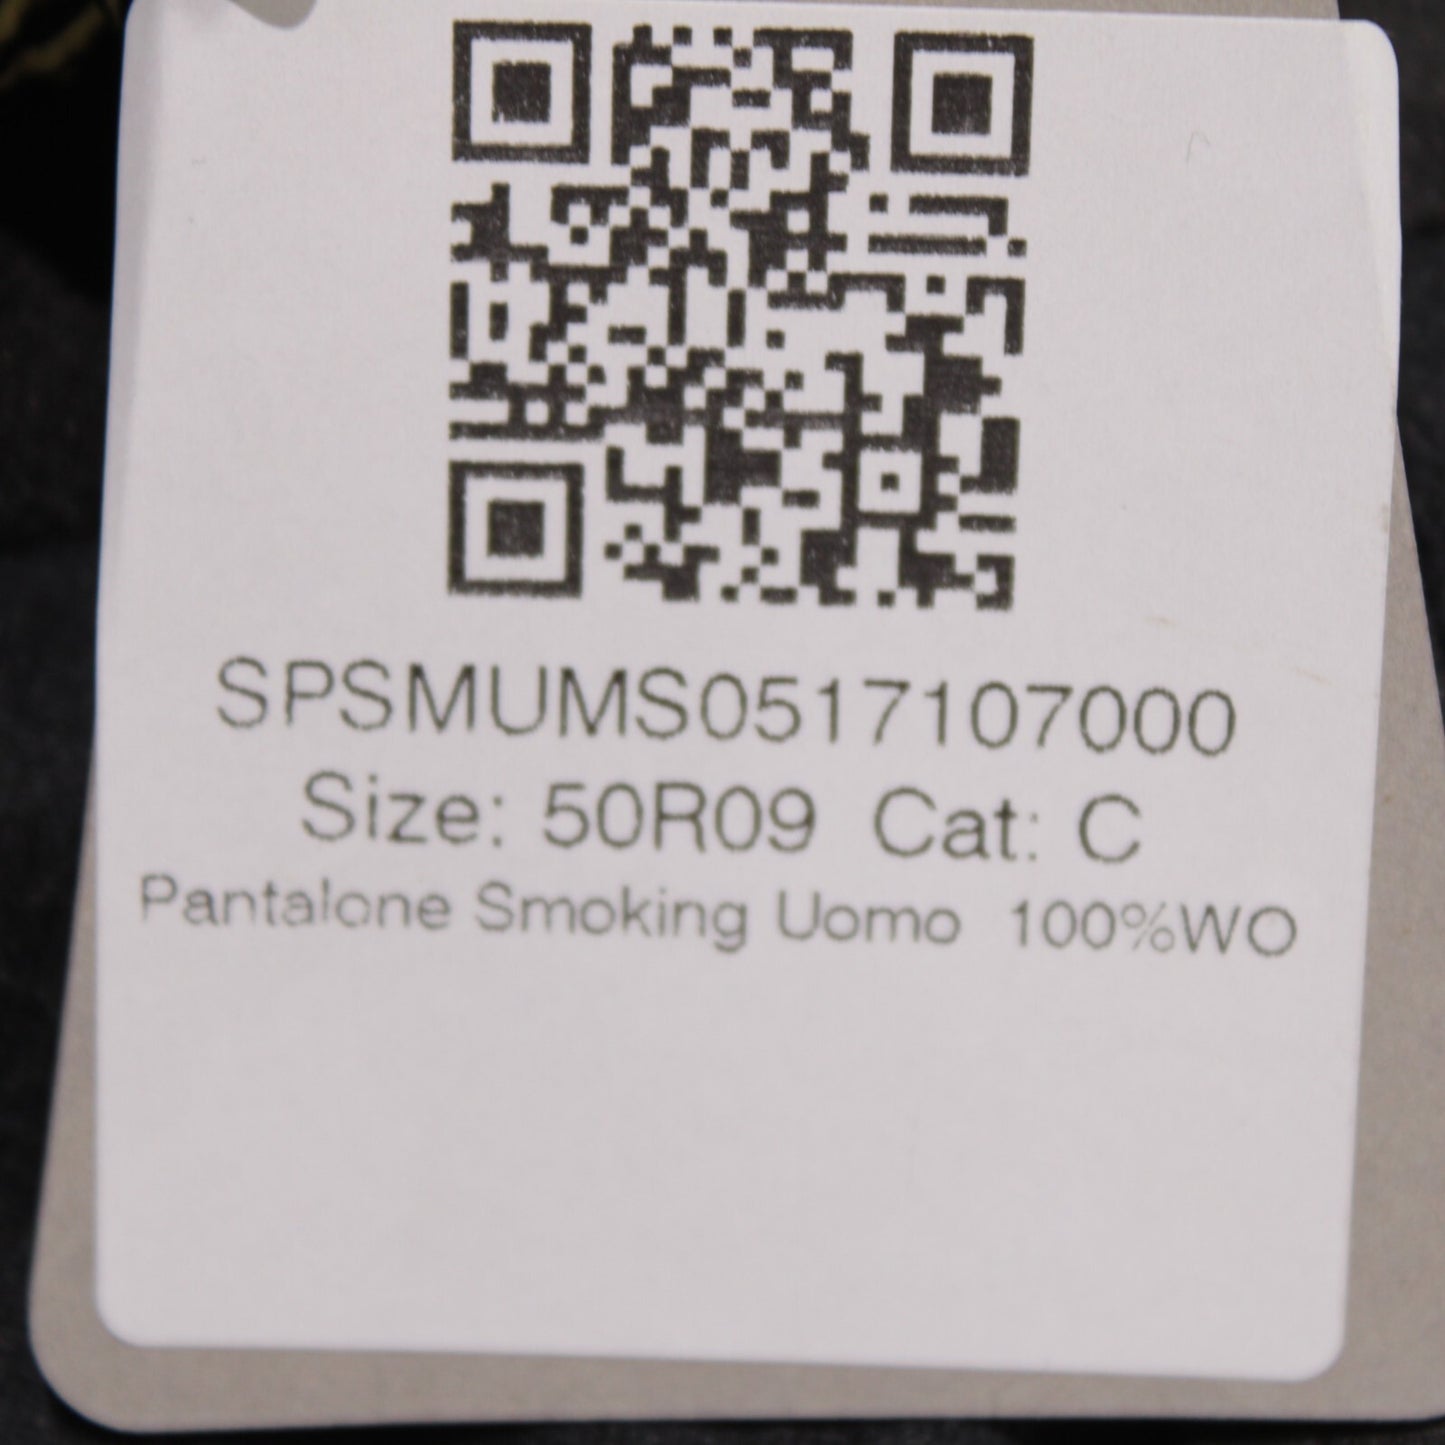 SPSMUMS0517107000
Size: 50R09 Cat: C
Pantalone Smoking Uomo 100%WO